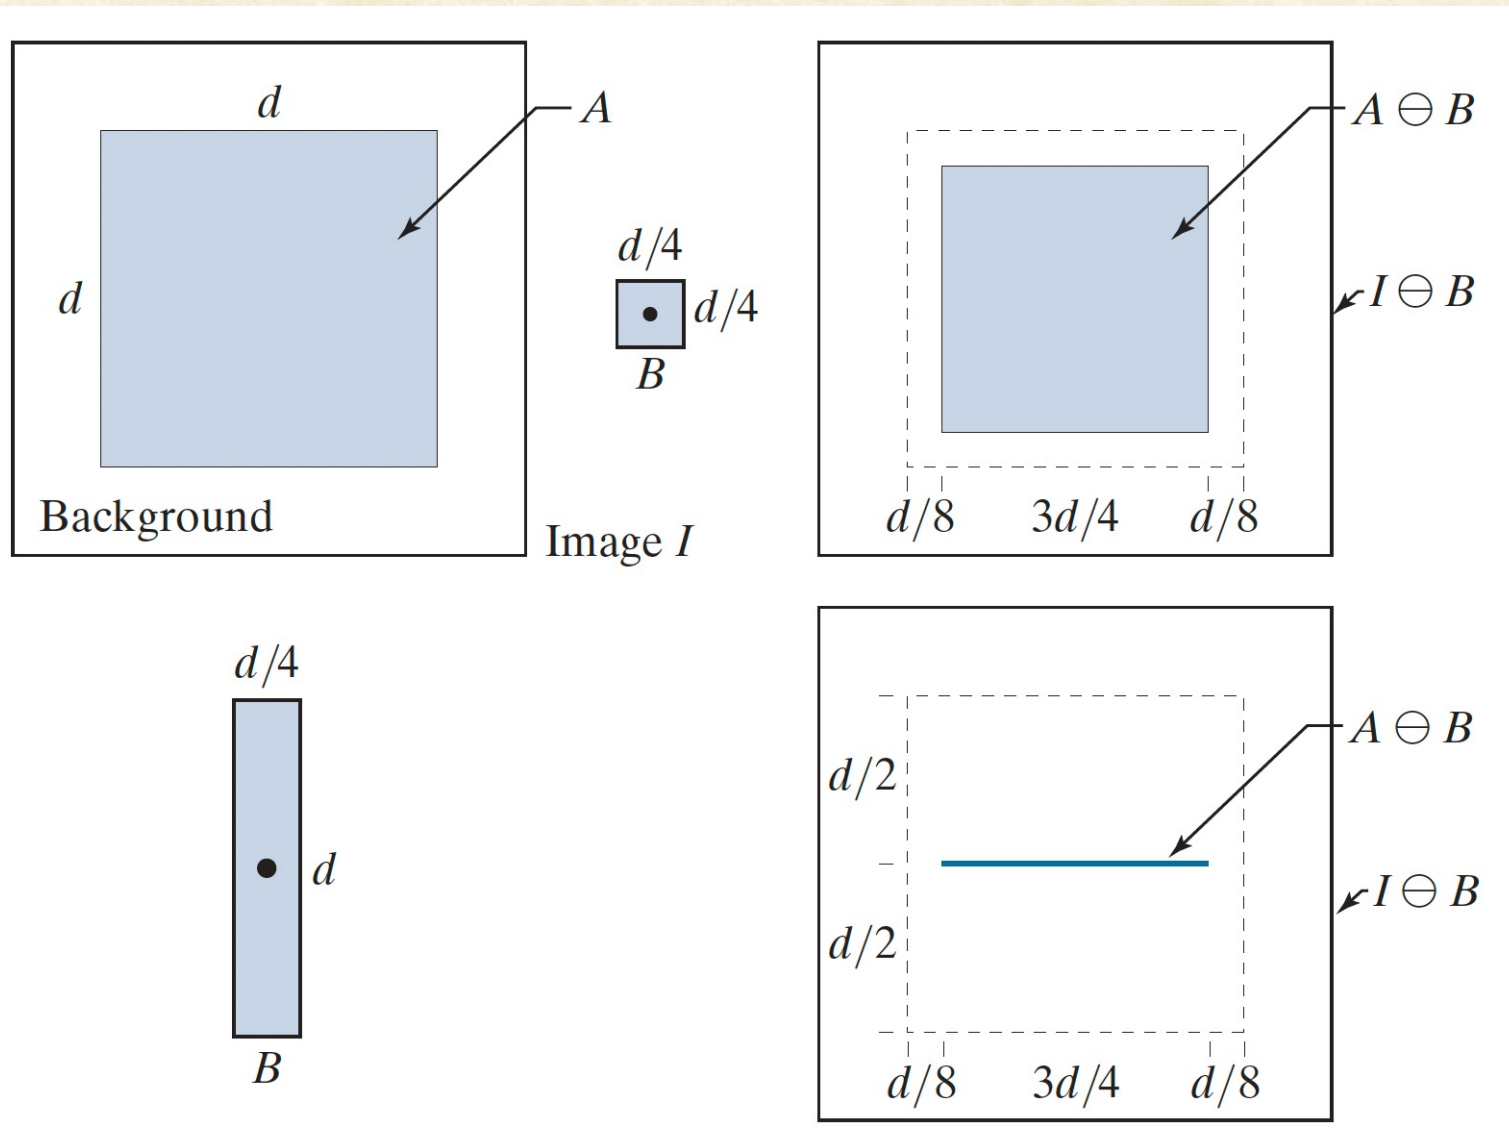 d
A
d
d/4
d/4
B
Background
Image I
A ⊖ B
I ⊖ B
d/8 3d/4 d/8
d/4
d
B
A ⊖ B
d/2
I ⊖ B
d/2
d/8 3d/4 d/8